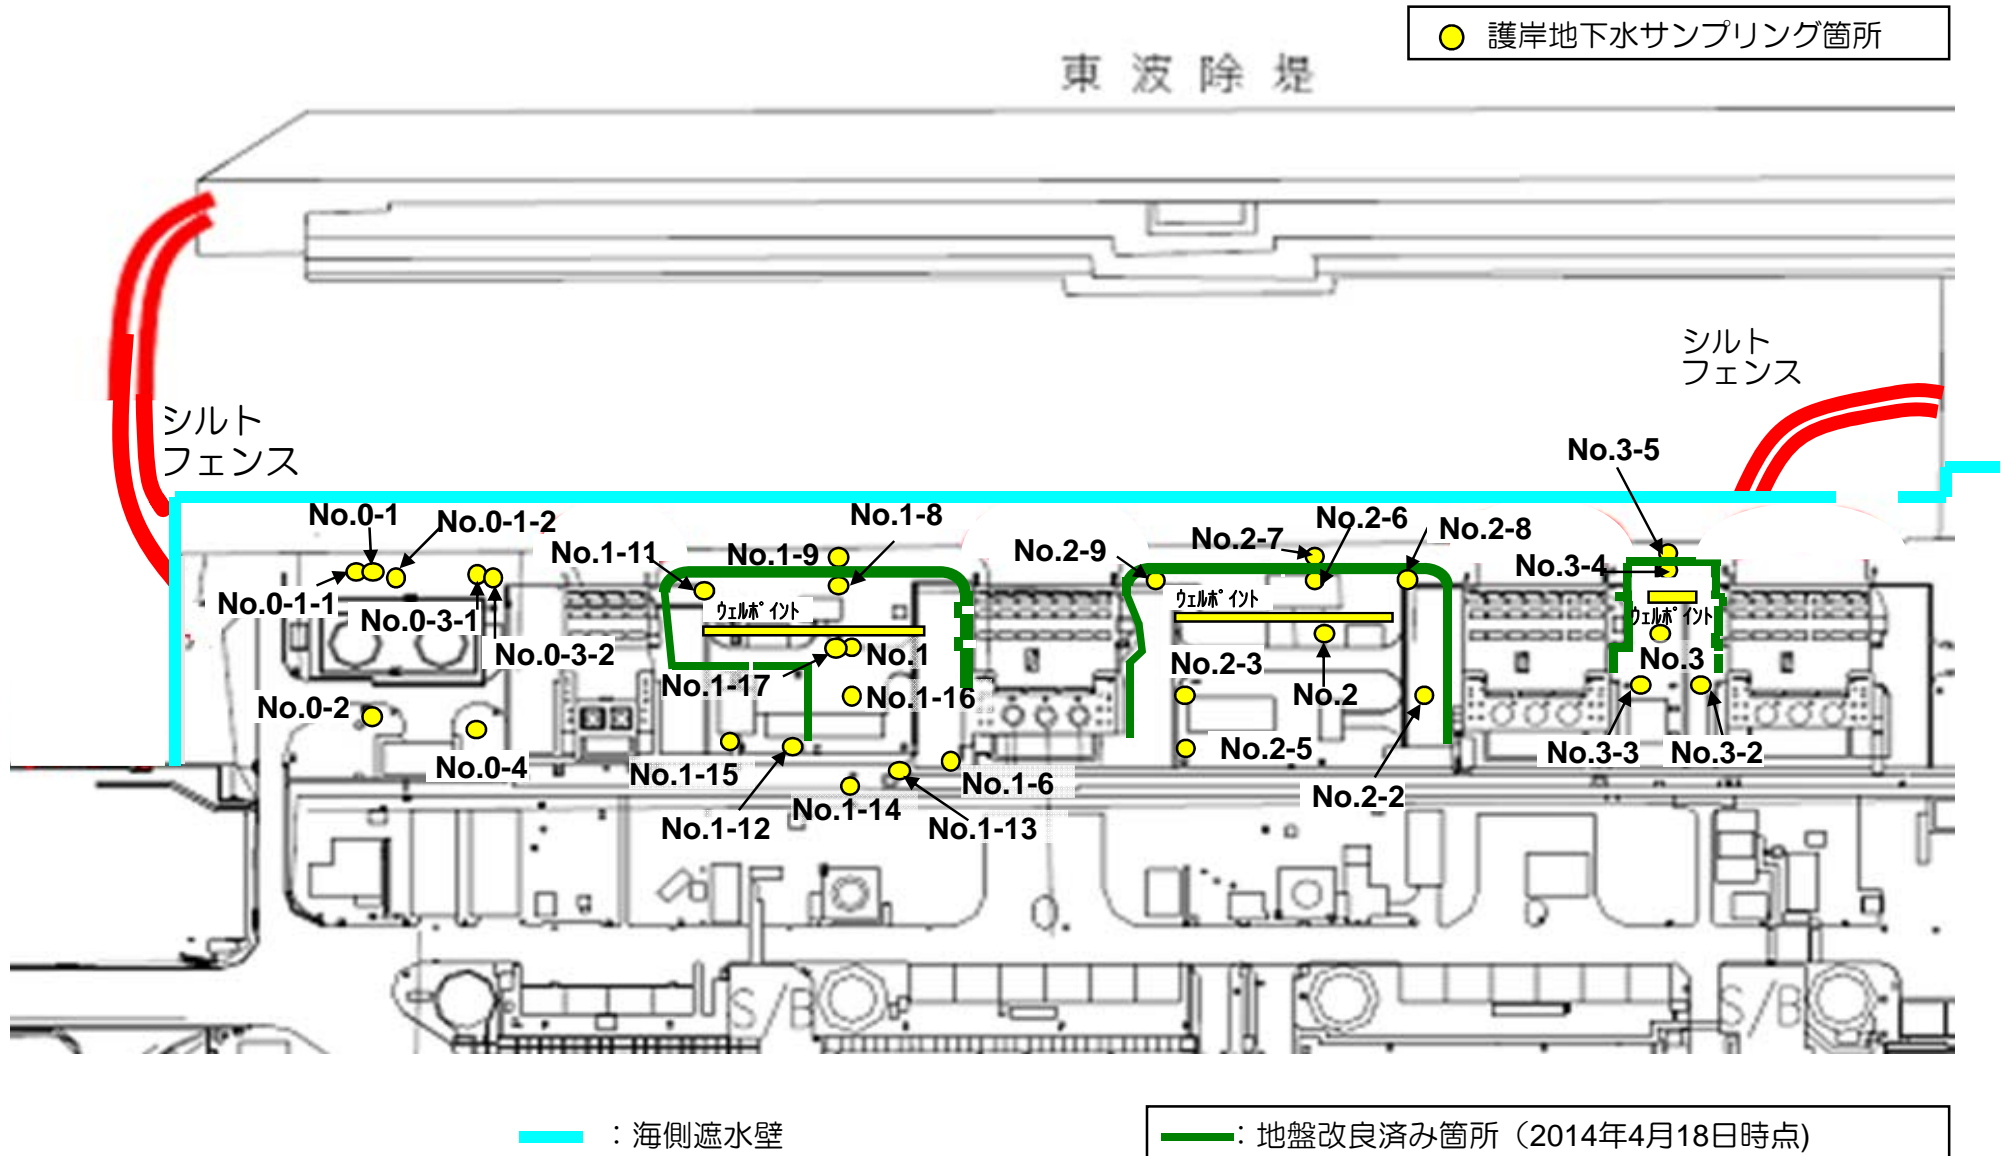 護岸地下水サンプリング箇所
東波除堤
シルト
フェンス
シルト
フェンス
No.3-5
No.0-1
No.0-1-2
No.1-8
No.2-6
No.2-8
No.1-11
No.1-9
No.2-9
No.2-7
No.3-4
No.0-1-1
No.0-3-1
ウェルポイント
ウェルポイント
ウェルポイント
No.0-3-2
No.1
No.1-17
No.2-3
No.3
No.0-2
No.1-16
No.2
No.0-4
No.1-15
No.1-6
No.2-5
No.3-3
No.3-2
No.1-12
No.1-14
No.1-13
No.2-2
S/B
S/B
：海側遮水壁
：地盤改良済み箇所（2014年4月18日時点)